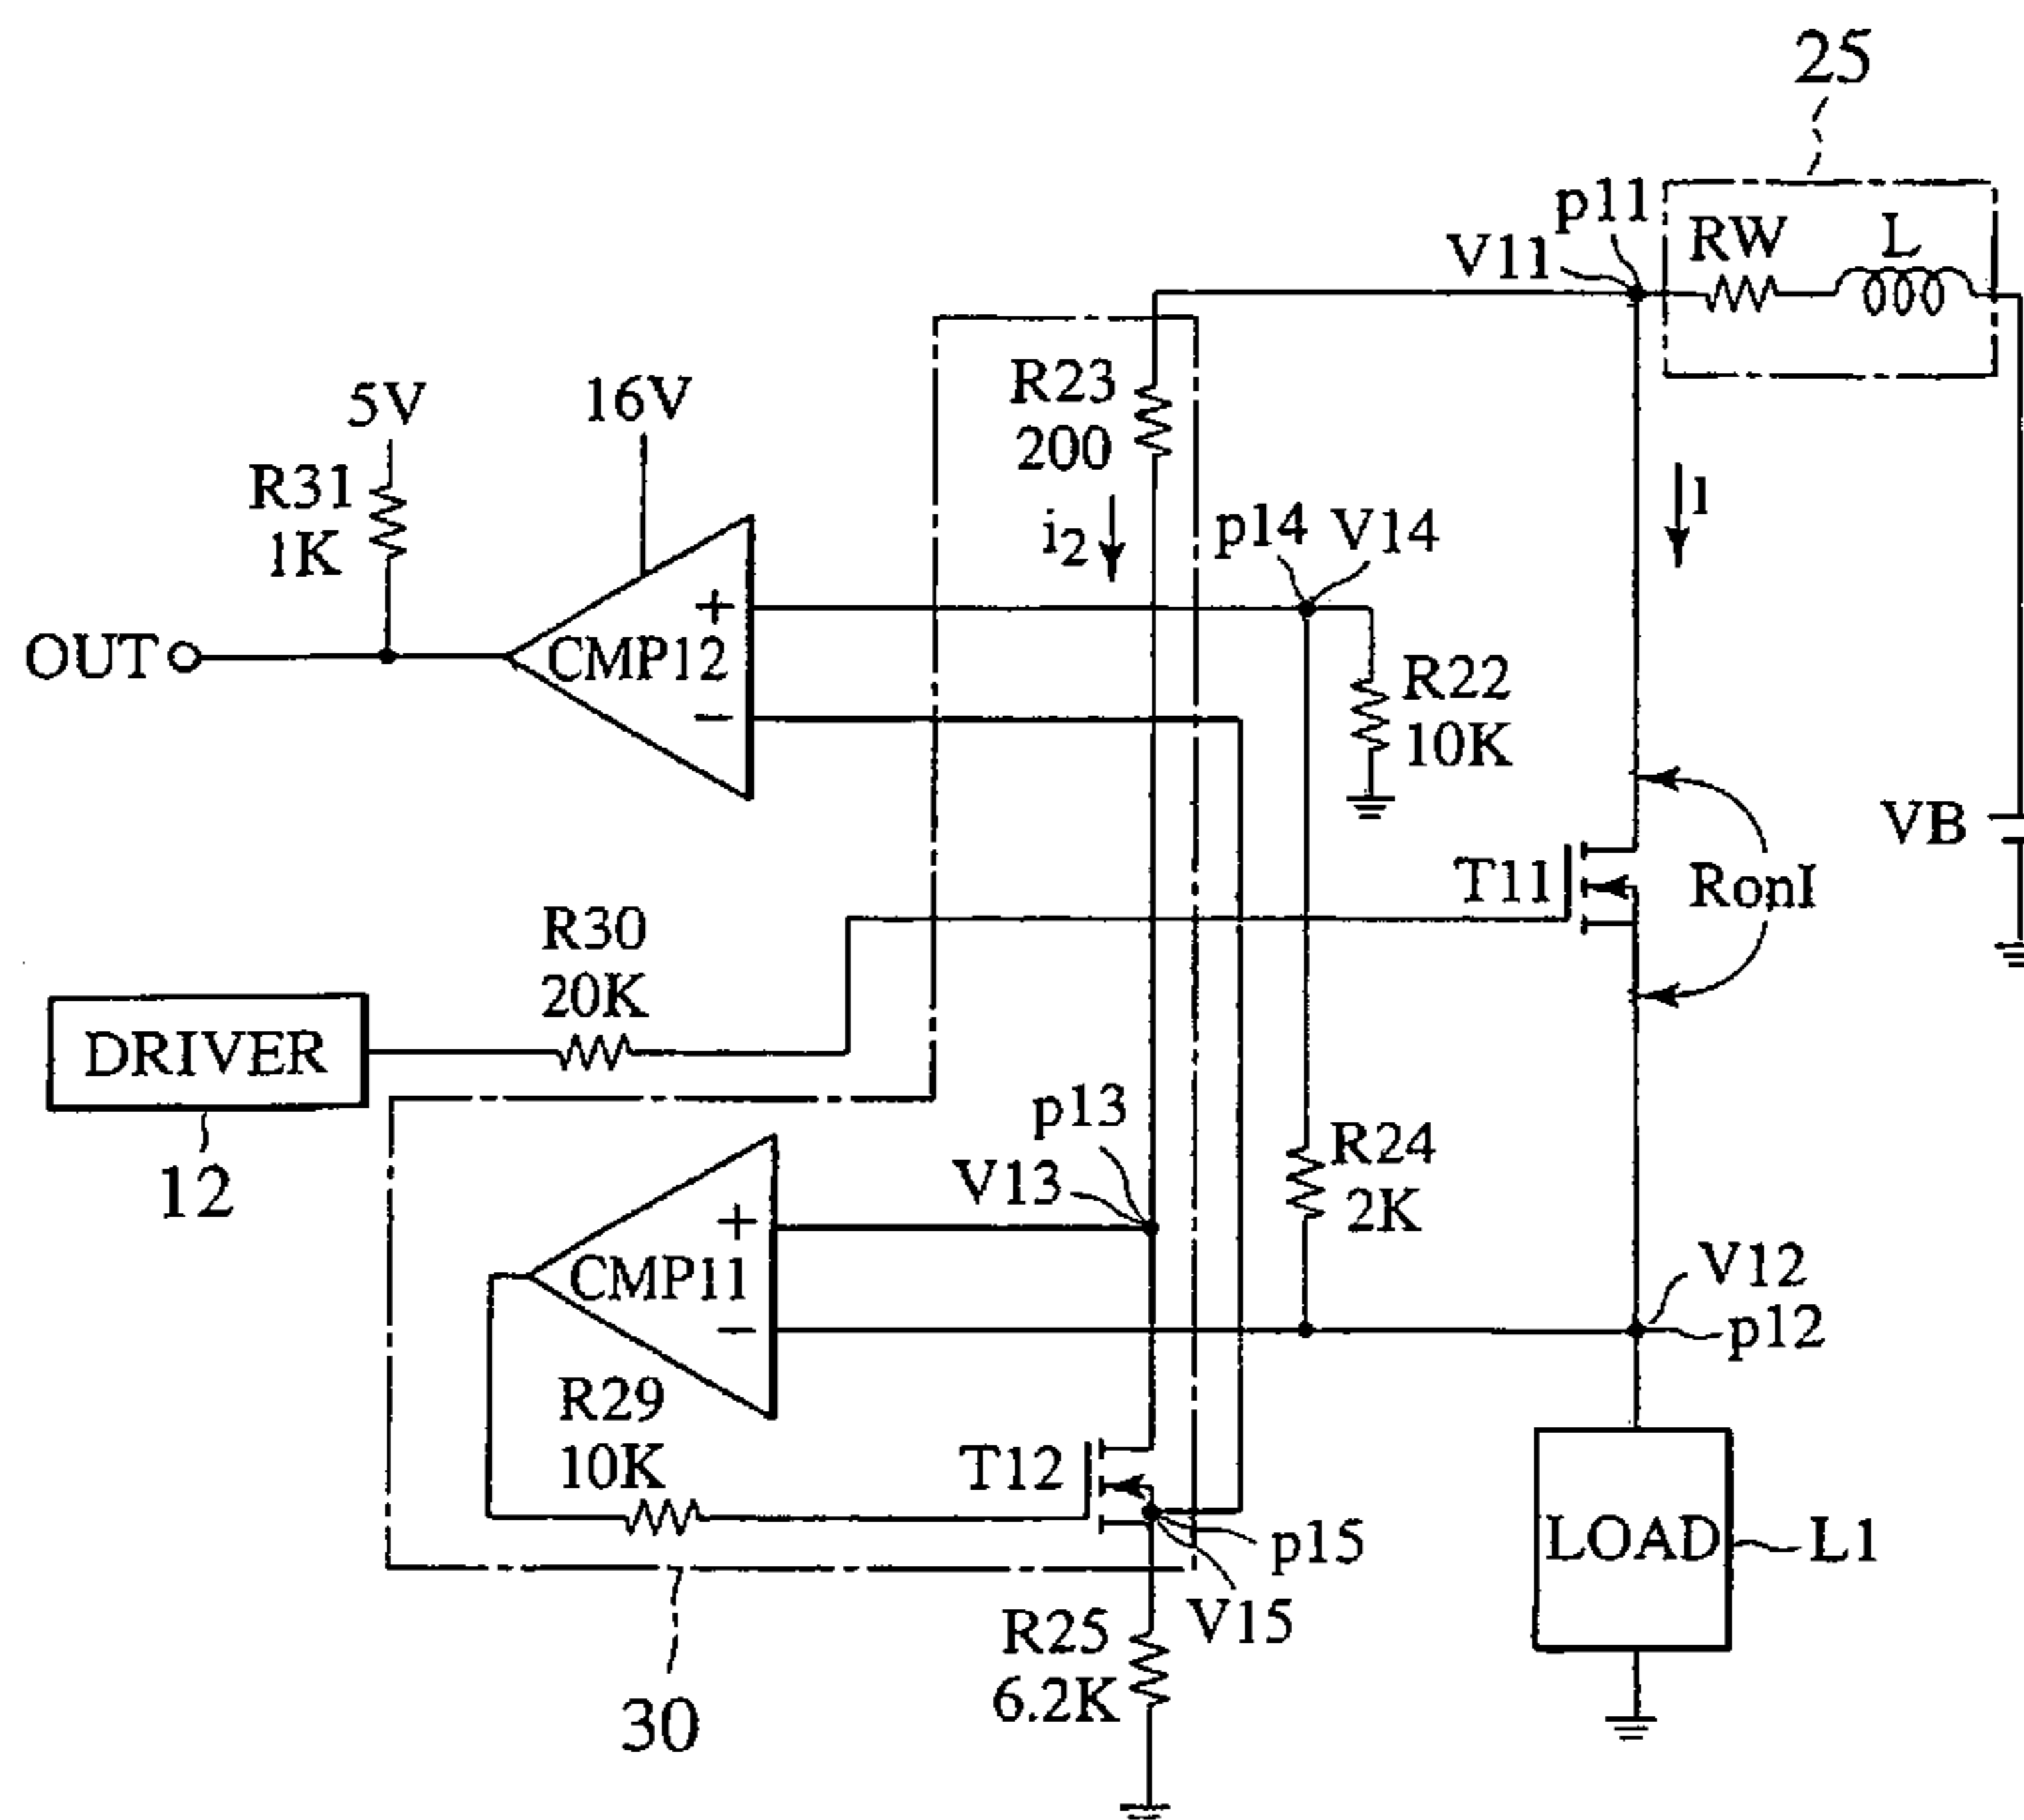 25
p11
RW
L
V11
R23
200
5V
16V
R31
1K
i2
p14
V14
I
+
CMP12
−
OUT
R22
10K
VB
T11
RonI
R30
20K
DRIVER
12
p13
V13
R24
2K
+
CMP11
−
V12
p12
R29
10K
T12
p15
V15
LOAD
L1
R25
6.2K
30